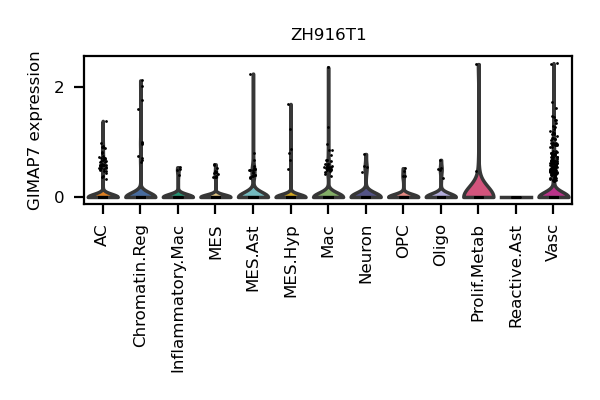 ZH916T1
GIMAP7 expression
2
0
AC
Chromatin.Reg
Inflammatory.Mac
MES
MES.Ast
MES.Hyp
Mac
Neuron
OPC
Oligo
Prolif.Metab
Reactive.Ast
Vasc